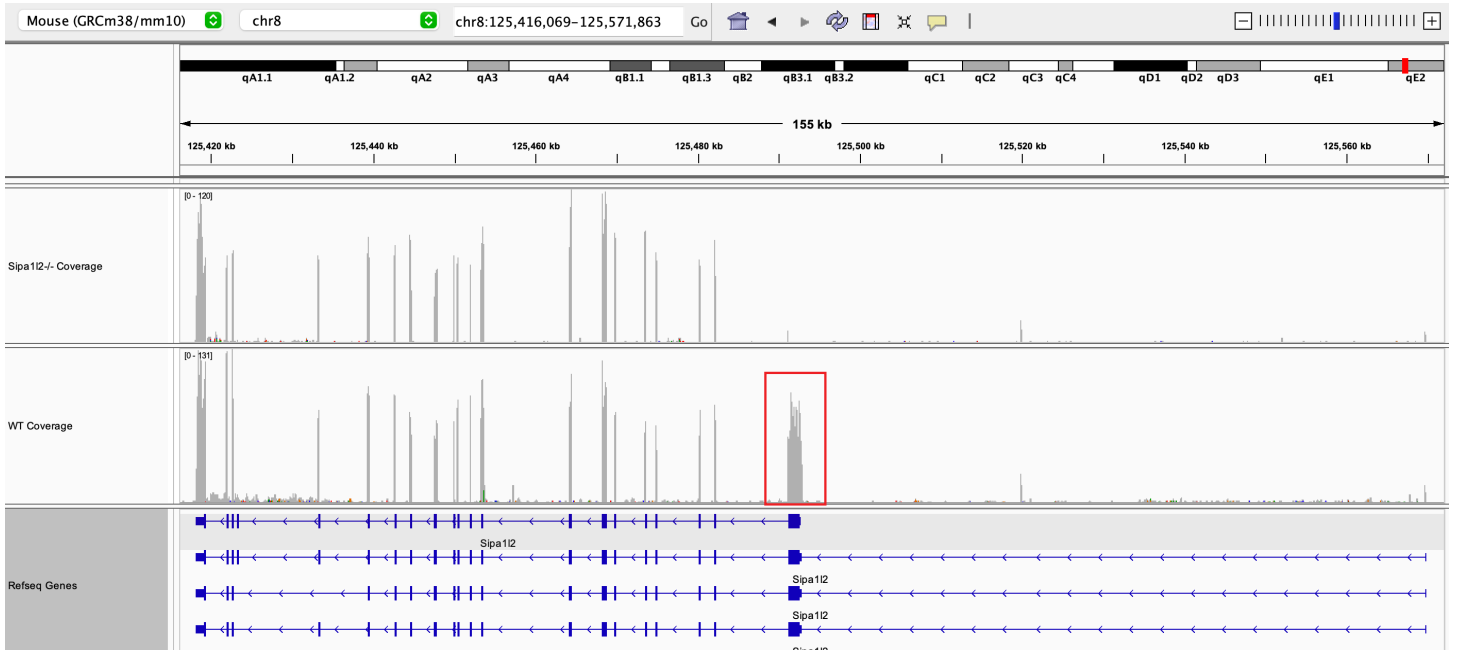 Mouse (GRCm38/mm10) chr8 chr8:125,416,069-125,571,863 Go
qA1.1 qA1.2 qA2 qA3 qA4 qB1.1 qB1.3 qB2 qB3.1 qB3.2 qC1 qC2 qC3 qC4 qD1 qD2 qD3 qE1 qE2
155 kb
125,420 kb 125,440 kb 125,460 kb 125,480 kb 125,500 kb 125,520 kb 125,540 kb 125,560 kb
[0 - 120]
Sipa1l2-/- Coverage
[0 - 131]
WT Coverage
Sipa1l2
Sipa1l2
Refseq Genes
Sipa1l2